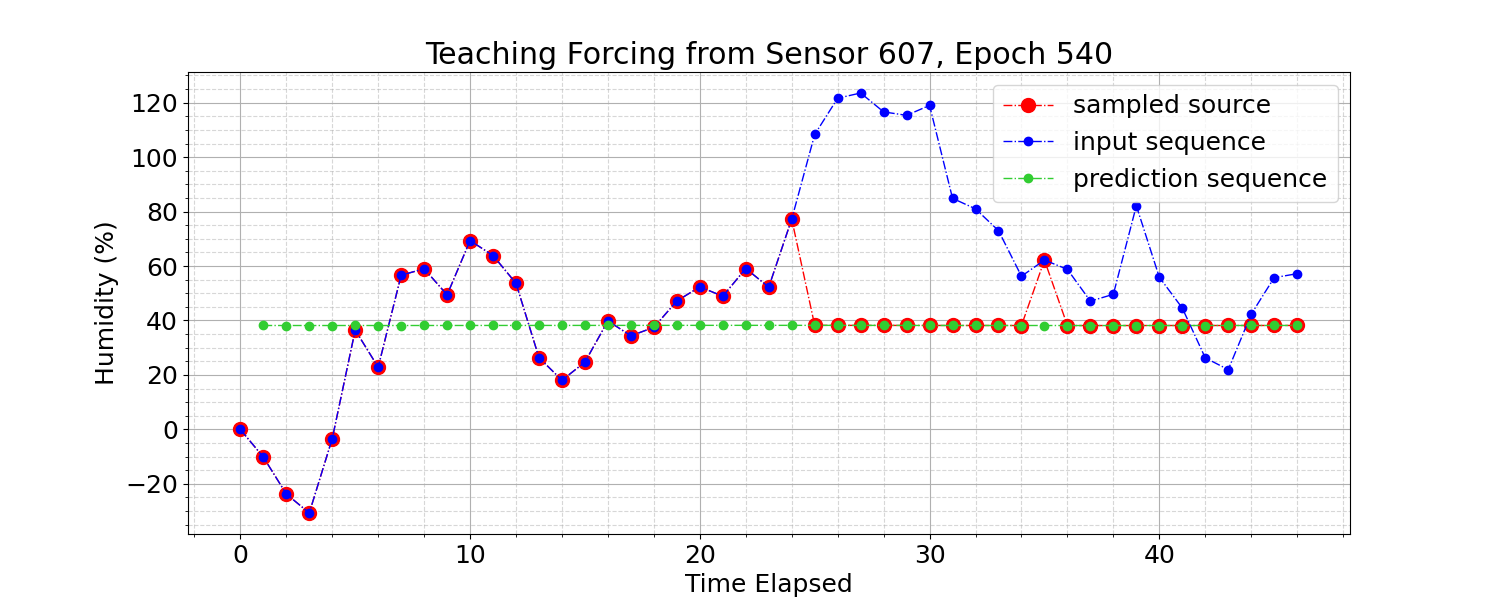 Teaching Forcing from Sensor 607, Epoch 540
sampled source
input sequence
prediction sequence
Humidity (%)
120
100
80
60
40
20
0
−20
0 10 20 30 40
Time Elapsed